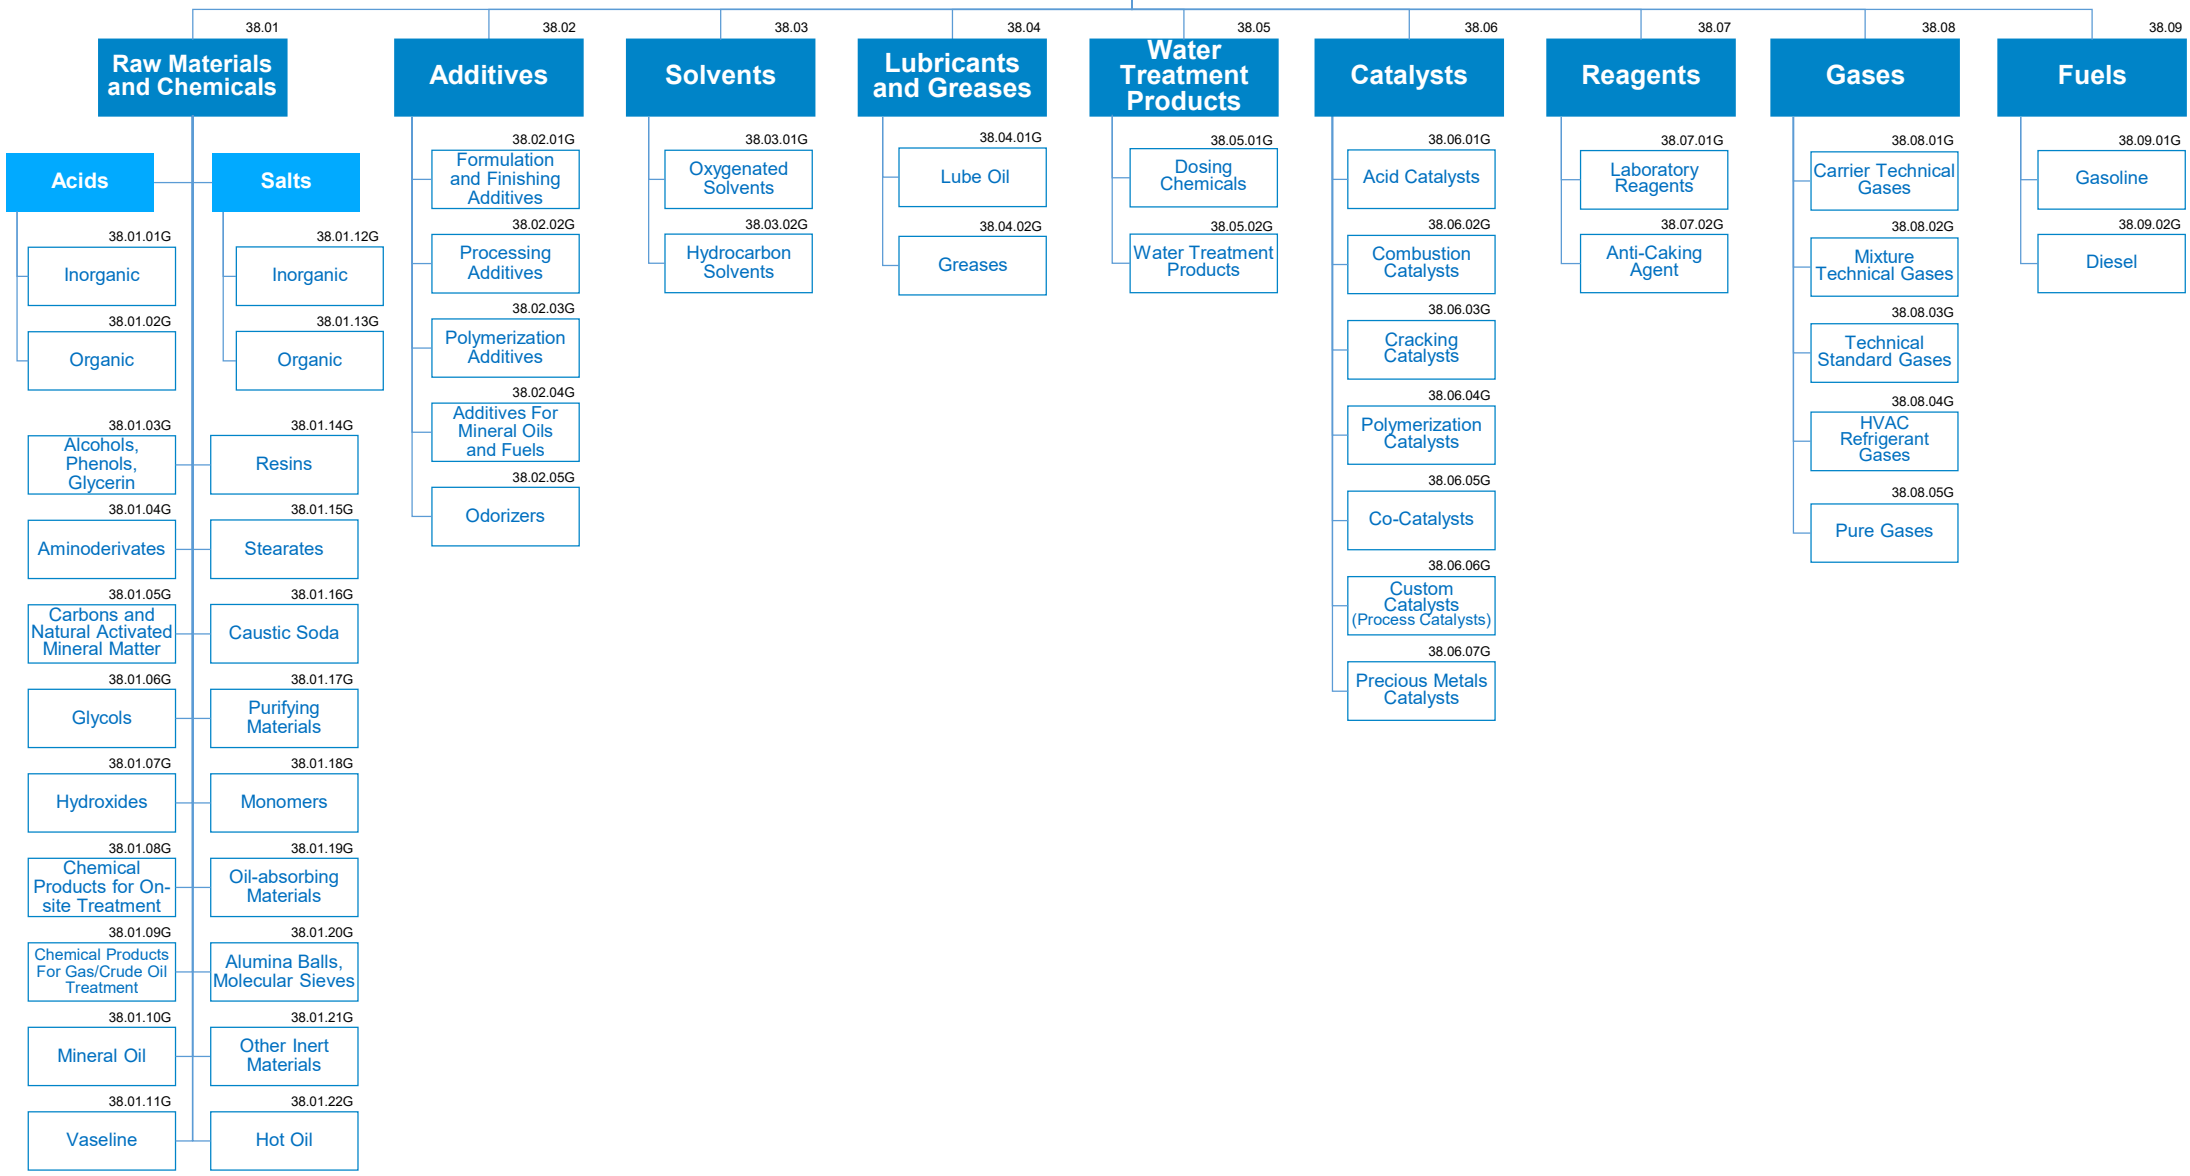 38.01
Raw Materials
and Chemicals
Acids
38.01.01G
Inorganic
38.01.02G
Organic
Salts
38.01.12G
Inorganic
38.01.13G
Organic
38.01.03G
Alcohols,
Phenols,
Glycerin
38.01.04G
Aminoderivates
38.01.05G
Carbons and
Natural Activated
Mineral Matter
38.01.06G
Glycols
38.01.07G
Hydroxides
38.01.08G
Chemical
Products for On-
site Treatment
38.01.09G
Chemical Products
For Gas/Crude Oil
Treatment
38.01.10G
Mineral Oil
38.01.11G
Vaseline
38.01.14G
Resins
38.01.15G
Stearates
38.01.16G
Caustic Soda
38.01.17G
Purifying
Materials
38.01.18G
Monomers
38.01.19G
Oil-absorbing
Materials
38.01.20G
Alumina Balls,
Molecular Sieves
38.01.21G
Other Inert
Materials
38.01.22G
Hot Oil
38.02
Additives
38.02.01G
Formulation
and Finishing
Additives
38.02.02G
Processing
Additives
38.02.03G
Polymerization
Additives
38.02.04G
Additives For
Mineral Oils
and Fuels
38.02.05G
Odorizers
38.03
Solvents
38.03.01G
Oxygenated
Solvents
38.03.02G
Hydrocarbon
Solvents
38.04
Lubricants
and Greases
38.04.01G
Lube Oil
38.04.02G
Greases
38.05
Water
Treatment
Products
38.05.01G
Dosing
Chemicals
38.05.02G
Water Treatment
Products
38.06
Catalysts
38.06.01G
Acid Catalysts
38.06.02G
Combustion
Catalysts
38.06.03G
Cracking
Catalysts
38.06.04G
Polymerization
Catalysts
38.06.05G
Co-Catalysts
38.06.06G
Custom
Catalysts
(Process Catalysts)
38.06.07G
Precious Metals
Catalysts
38.07
Reagents
38.07.01G
Laboratory
Reagents
38.07.02G
Anti-Caking
Agent
38.08
Gases
38.08.01G
Carrier Technical
Gases
38.08.02G
Mixture
Technical Gases
38.08.03G
Technical
Standard Gases
38.08.04G
HVAC
Refrigerant
Gases
38.08.05G
Pure Gases
38.09
Fuels
38.09.01G
Gasoline
38.09.02G
Diesel